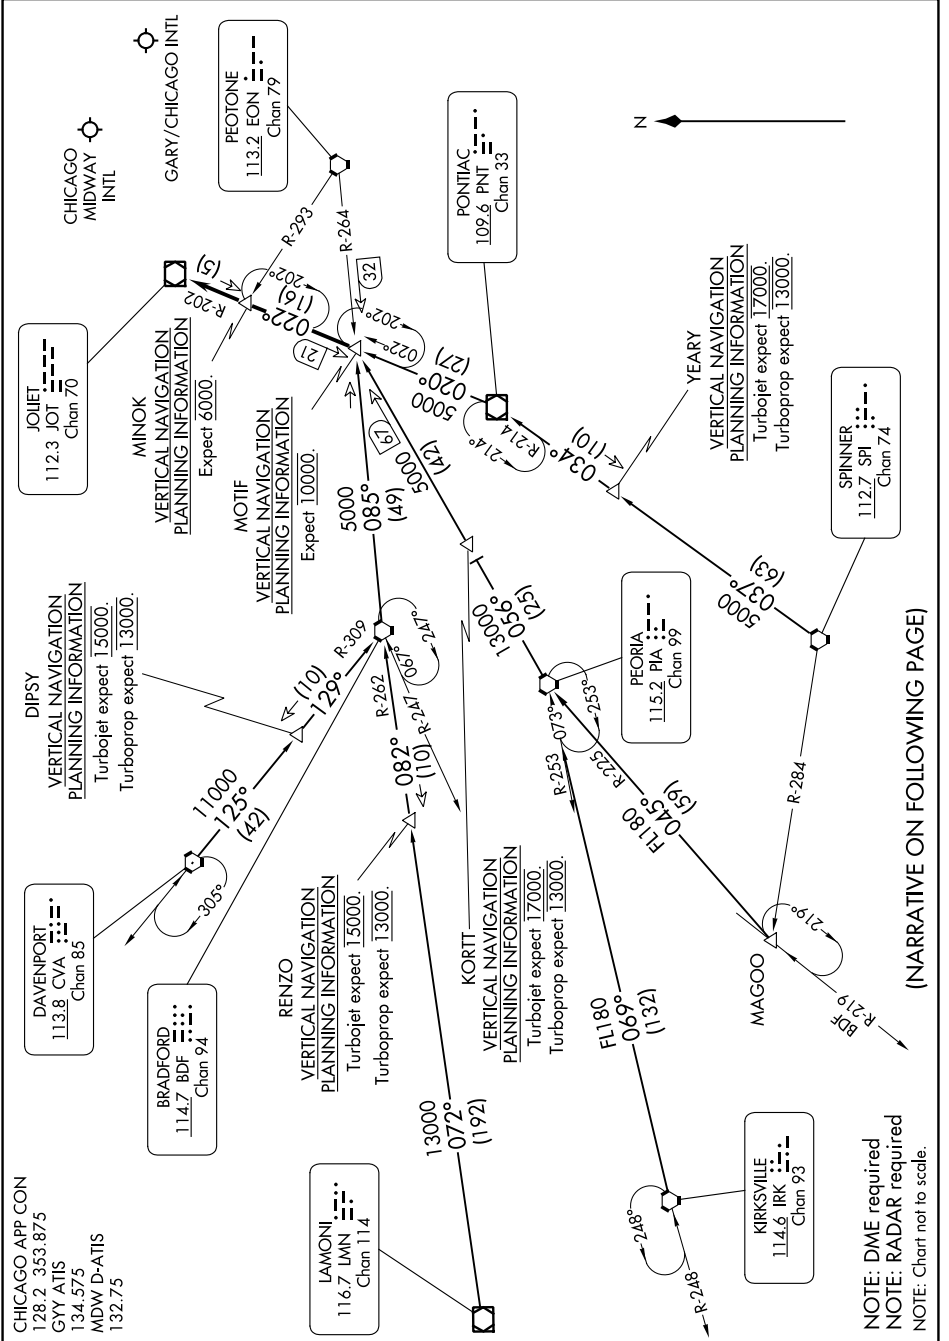 CHICAGO APP CON
128.2 353.875
GYY ATIS
134.575
MDW D-ATIS
132.75
DAVENPORT
113.8 CVA
Chan 85
305°
11000
125°
(42)
DIPSY
VERTICAL NAVIGATION
PLANNING INFORMATION
Turbojet expect 15000.
Turboprop expect 13000.
(10)
129°
R-309
JOLIET
112.3 JOT
Chan 70
CHICAGO
MIDWAY
INTL
GARY/CHICAGO INTL
PEOTONE
113.2 EON
Chan 79
R-293
R-264
(5)
R-202
202°
(16)
022°
MINOK
VERTICAL NAVIGATION
PLANNING INFORMATION
Expect 6000.
MOTIF
VERTICAL NAVIGATION
PLANNING INFORMATION
Expect 10000.
21
32
202°
022°
BRADFORD
114.7 BDF
Chan 94
5000
085°
(49)
67
5000
(42)
5000
020°
(27)
PONTIAC
109.6 PNT
Chan 33
N
214°
R-214
034°
(10)
YEARY
VERTICAL NAVIGATION
PLANNING INFORMATION
Turbojet expect 17000.
Turboprop expect 13000.
RENZO
VERTICAL NAVIGATION
PLANNING INFORMATION
Turbojet expect 15000.
Turboprop expect 13000.
R-262
082°
(10)
R-247
067°
247°
LAMONI
116.7 LMN
Chan 114
13000
072°
(192)
KORTT
VERTICAL NAVIGATION
PLANNING INFORMATION
Turbojet expect 17000.
Turboprop expect 13000.
13000
056°
(25)
PEORIA
115.2 PIA
Chan 99
R-253
073°
253°
R-225
5000
037°
(63)
SPINNER
112.7 SPI
Chan 74
R-284
FL180
045°
(59)
FL180
069°
(132)
MAGOO
219°
BDF
R-219
248°
R-248
KIRKSVILLE
114.6 IRK
Chan 93
NOTE: DME required
NOTE: RADAR required
NOTE: Chart not to scale.
(NARRATIVE ON FOLLOWING PAGE)